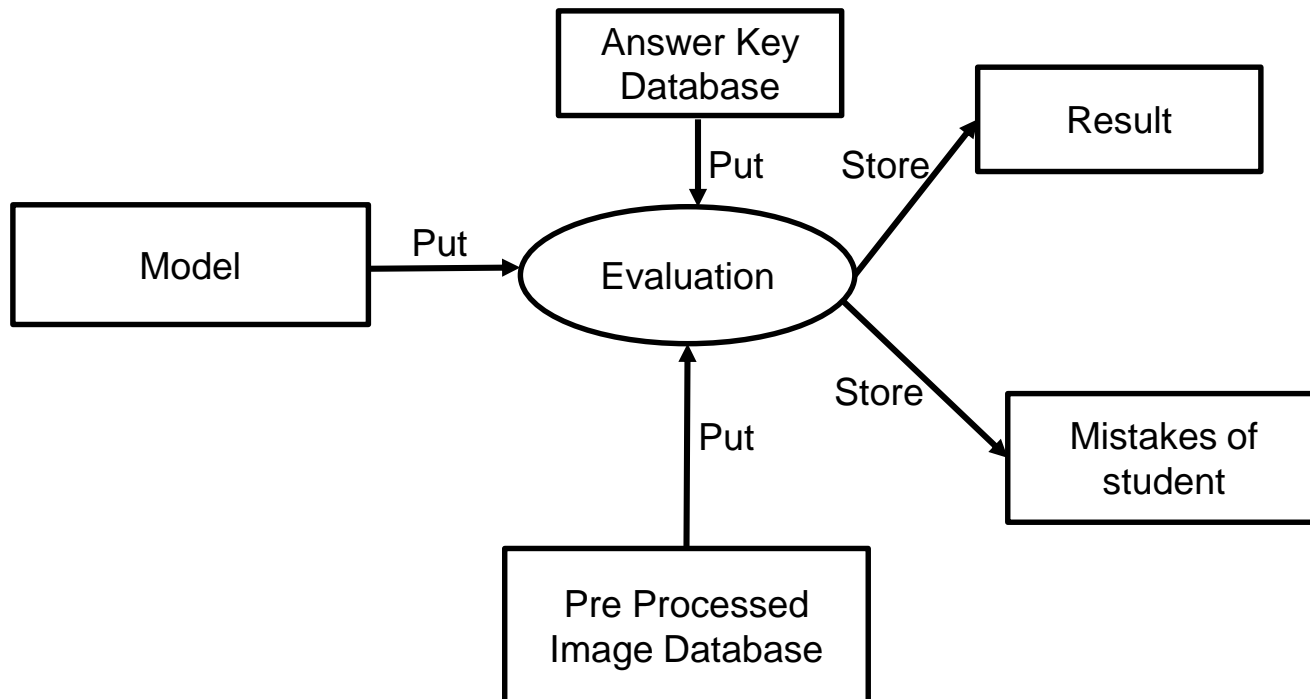 Answer Key
Database
Result
Put
Store
Model
Put
Evaluation
Store
Put
Mistakes of
student
Pre Processed
Image Database